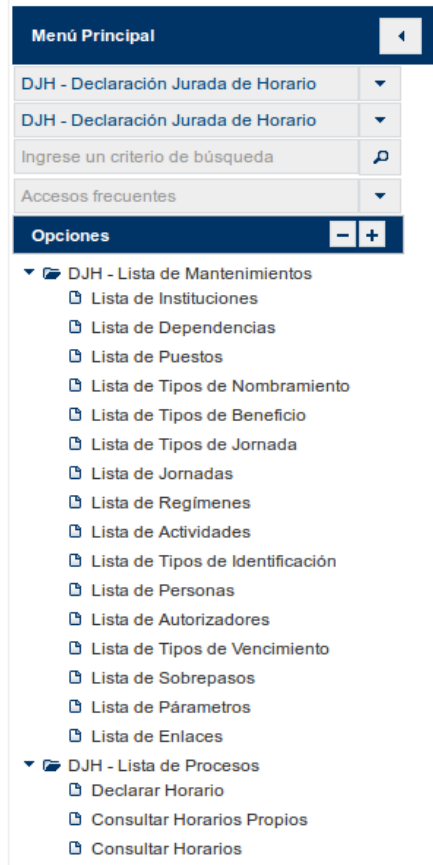 Menú Principal
DJH - Declaración Jurada de Horario
DJH - Declaración Jurada de Horario
Ingrese un criterio de búsqueda
Accesos frecuentes
Opciones
DJH - Lista de Mantenimientos
Lista de Instituciones
Lista de Dependencias
Lista de Puestos
Lista de Tipos de Nombramiento
Lista de Tipos de Beneficio
Lista de Tipos de Jornada
Lista de Jornadas
Lista de Regímenes
Lista de Actividades
Lista de Tipos de Identificación
Lista de Personas
Lista de Autorizadores
Lista de Tipos de Vencimiento
Lista de Sobrepasos
Lista de Párametros
Lista de Enlaces
DJH - Lista de Procesos
Declarar Horario
Consultar Horarios Propios
Consultar Horarios